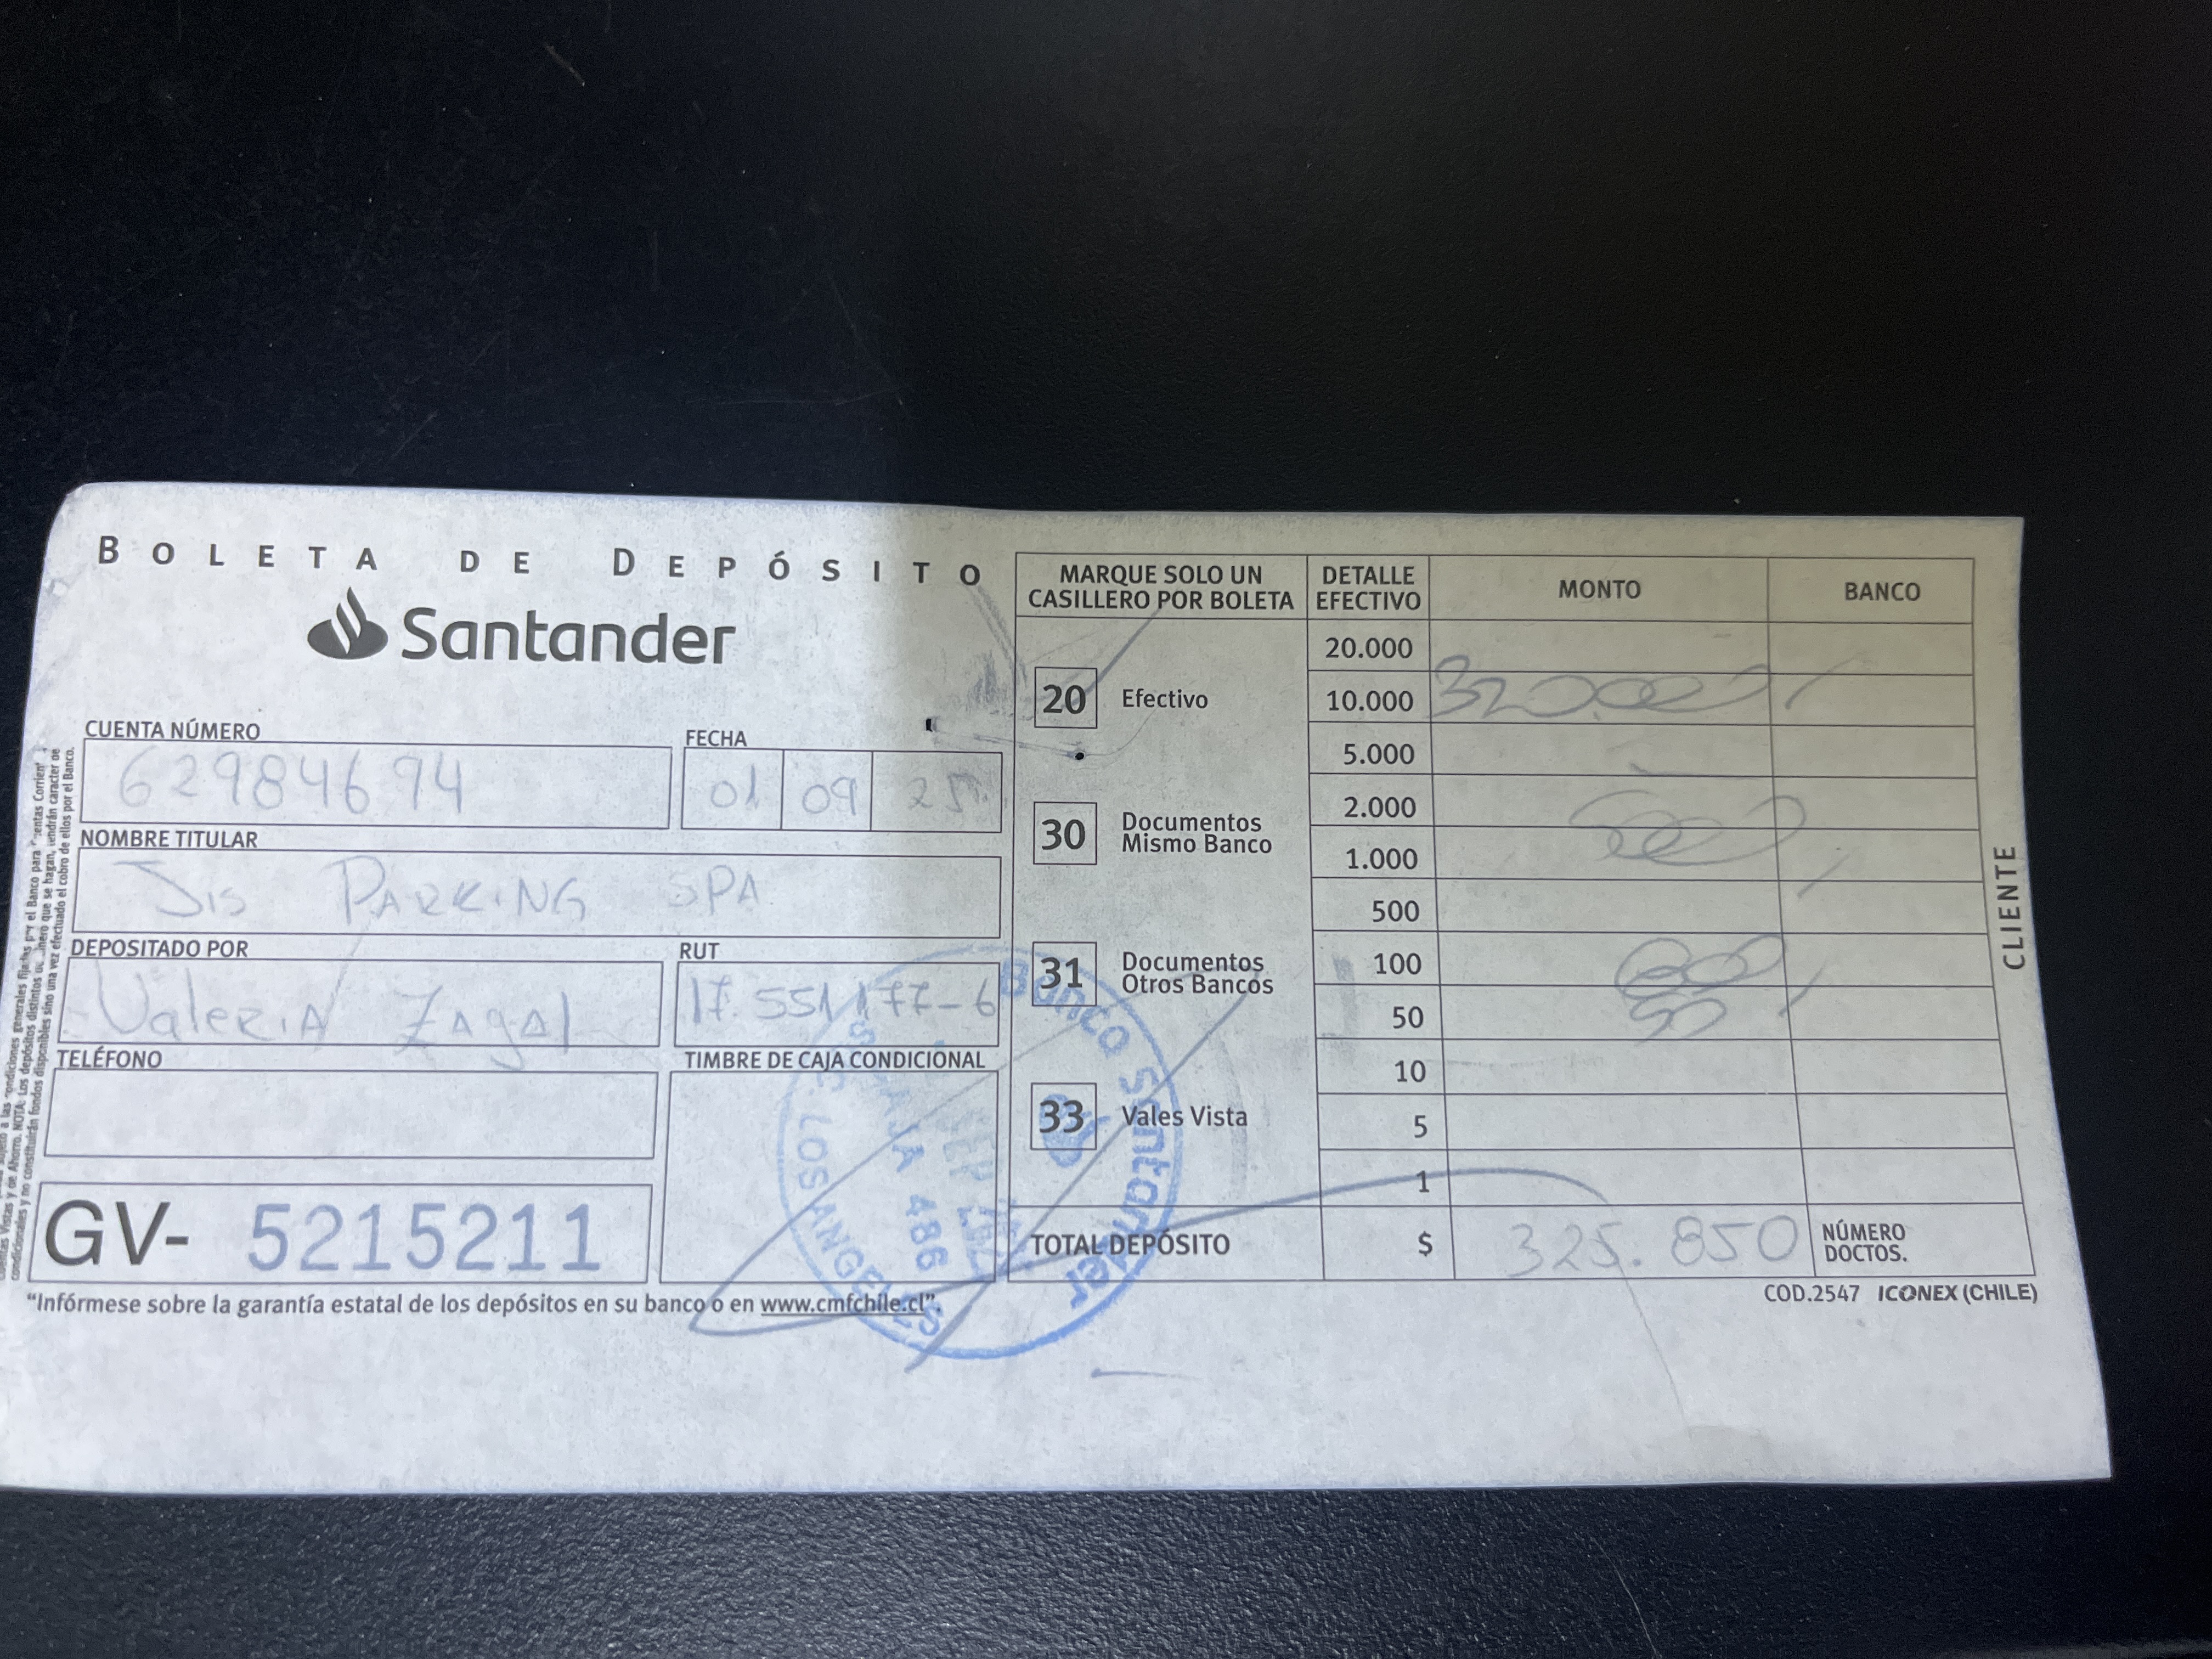 BOLETA DE DEPÓSITO
Santander
CUENTA NÚMERO
62984694
FECHA
01 09 25
NOMBRE TITULAR
JIS PARKING SPA
DEPOSITADO POR
Valeria Zagal
RUT
17 551 177-6
TELÉFONO
TIMBRE DE CAJA CONDICIONAL
GV- 5215211
"Infórmese sobre la garantía estatal de los depósitos en su banco o en www.cmfchile.cl".
MARQUE SOLO UN CASILLERO POR BOLETA
20 Efectivo
30 Documentos Mismo Banco
31 Documentos Otros Bancos
33 Vales Vista
DETALLE EFECTIVO MONTO BANCO
20.000
10.000 320.000
5.000
2.000
1.000
500
100
50 50
10
5
1
TOTAL DEPÓSITO $ 325.850 NÚMERO DOCTOS.
COD.2547 ICONEX (CHILE)
CLIENTE
Banco Santander
CAJA 486
LOS ANGELES